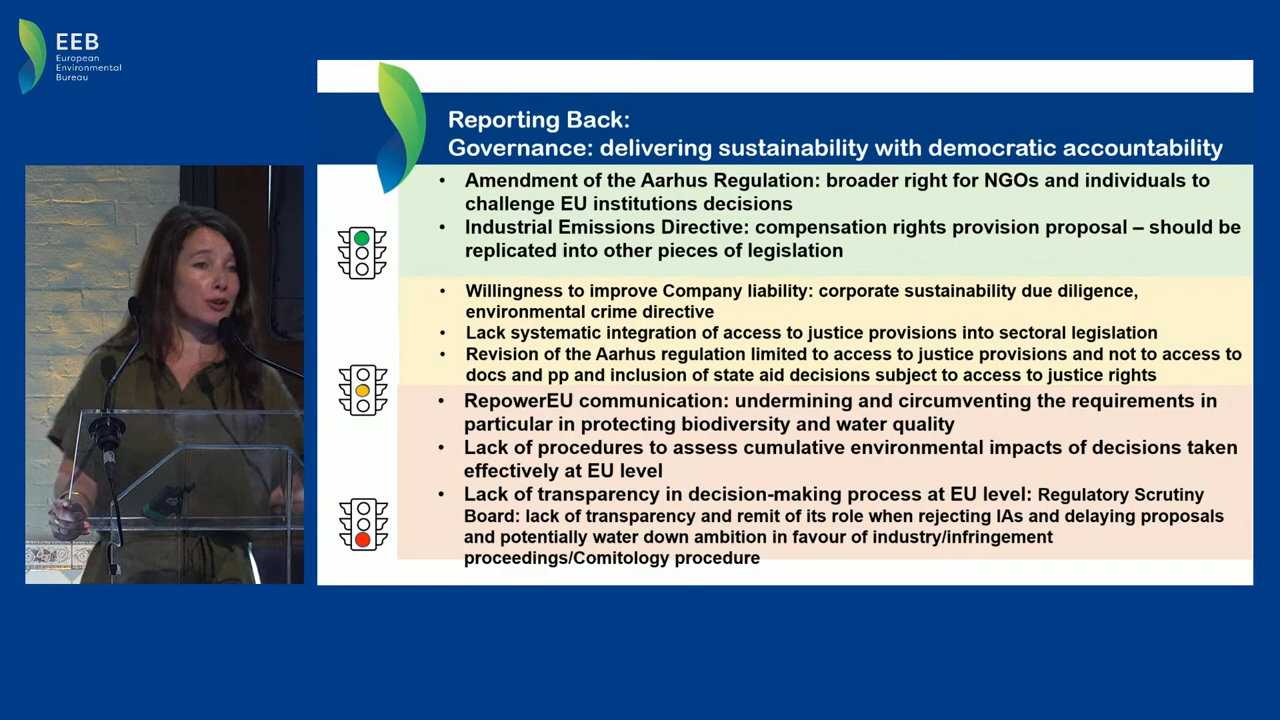 EEB
European
Environmental
Bureau
Reporting Back:
Governance: delivering sustainability with democratic accountability
• Amendment of the Aarhus Regulation: broader right for NGOs and individuals to
challenge EU institutions decisions
• Industrial Emissions Directive: compensation rights provision proposal – should be
replicated into other pieces of legislation
• Willingness to improve Company liability: corporate sustainability due diligence,
environmental crime directive
• Lack systematic integration of access to justice provisions into sectoral legislation
• Revision of the Aarhus regulation limited to access to justice provisions and not to access to
docs and pp and inclusion of state aid decisions subject to access to justice rights
• RepowerEU communication: undermining and circumventing the requirements in
particular in protecting biodiversity and water quality
• Lack of procedures to assess cumulative environmental impacts of decisions taken
effectively at EU level
• Lack of transparency in decision-making process at EU level: Regulatory Scrutiny
Board: lack of transparency and remit of its role when rejecting IAs and delaying proposals
and potentially water down ambition in favour of industry/infringement
proceedings/Comitology procedure